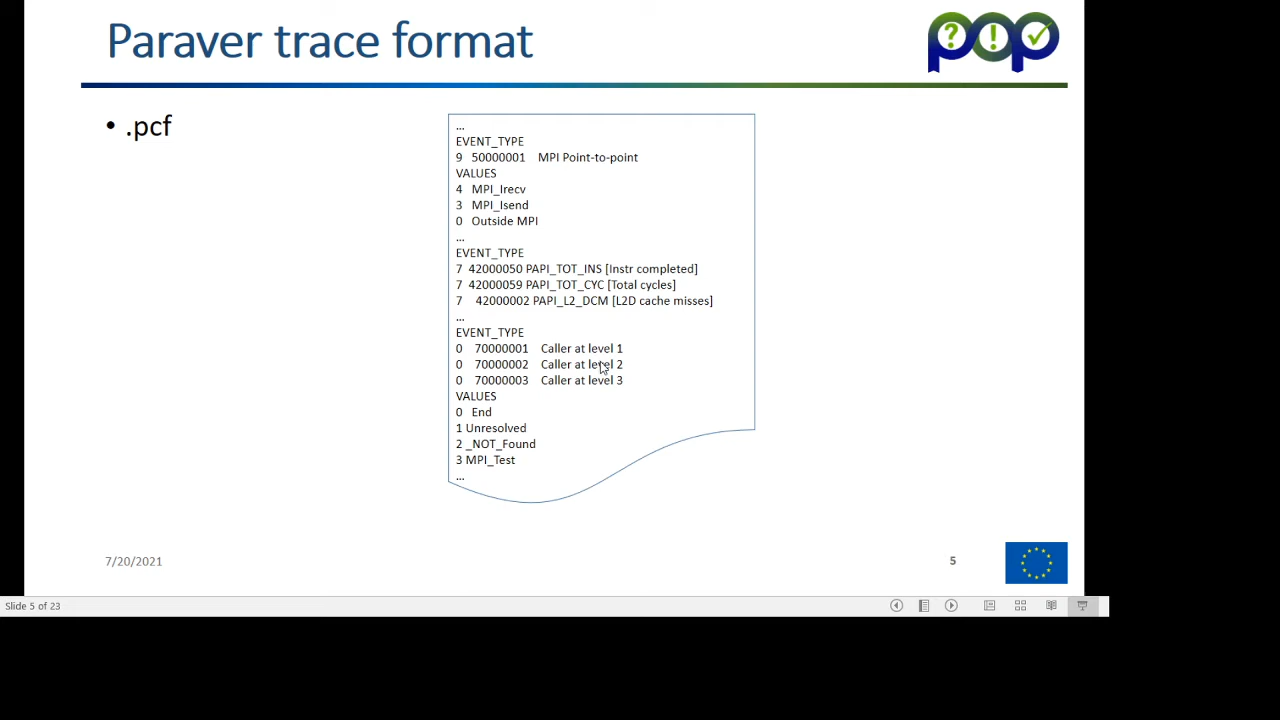 Paraver trace format
pop
• .pcf
...
EVENT_TYPE
9 50000001 MPI Point-to-point
VALUES
4 MPI_Irecv
3 MPI_Isend
0 Outside MPI
...
EVENT_TYPE
7 42000050 PAPI_TOT_INS [Instr completed]
7 42000059 PAPI_TOT_CYC [Total cycles]
7 42000002 PAPI_L2_DCM [L2D cache misses]
...
EVENT_TYPE
0 70000001 Caller at level 1
0 70000002 Caller at level 2
0 70000003 Caller at level 3
VALUES
0 End
1 Unresolved
2 _NOT_Found
3 MPI_Test
...
7/20/2021
5
Slide 5 of 23